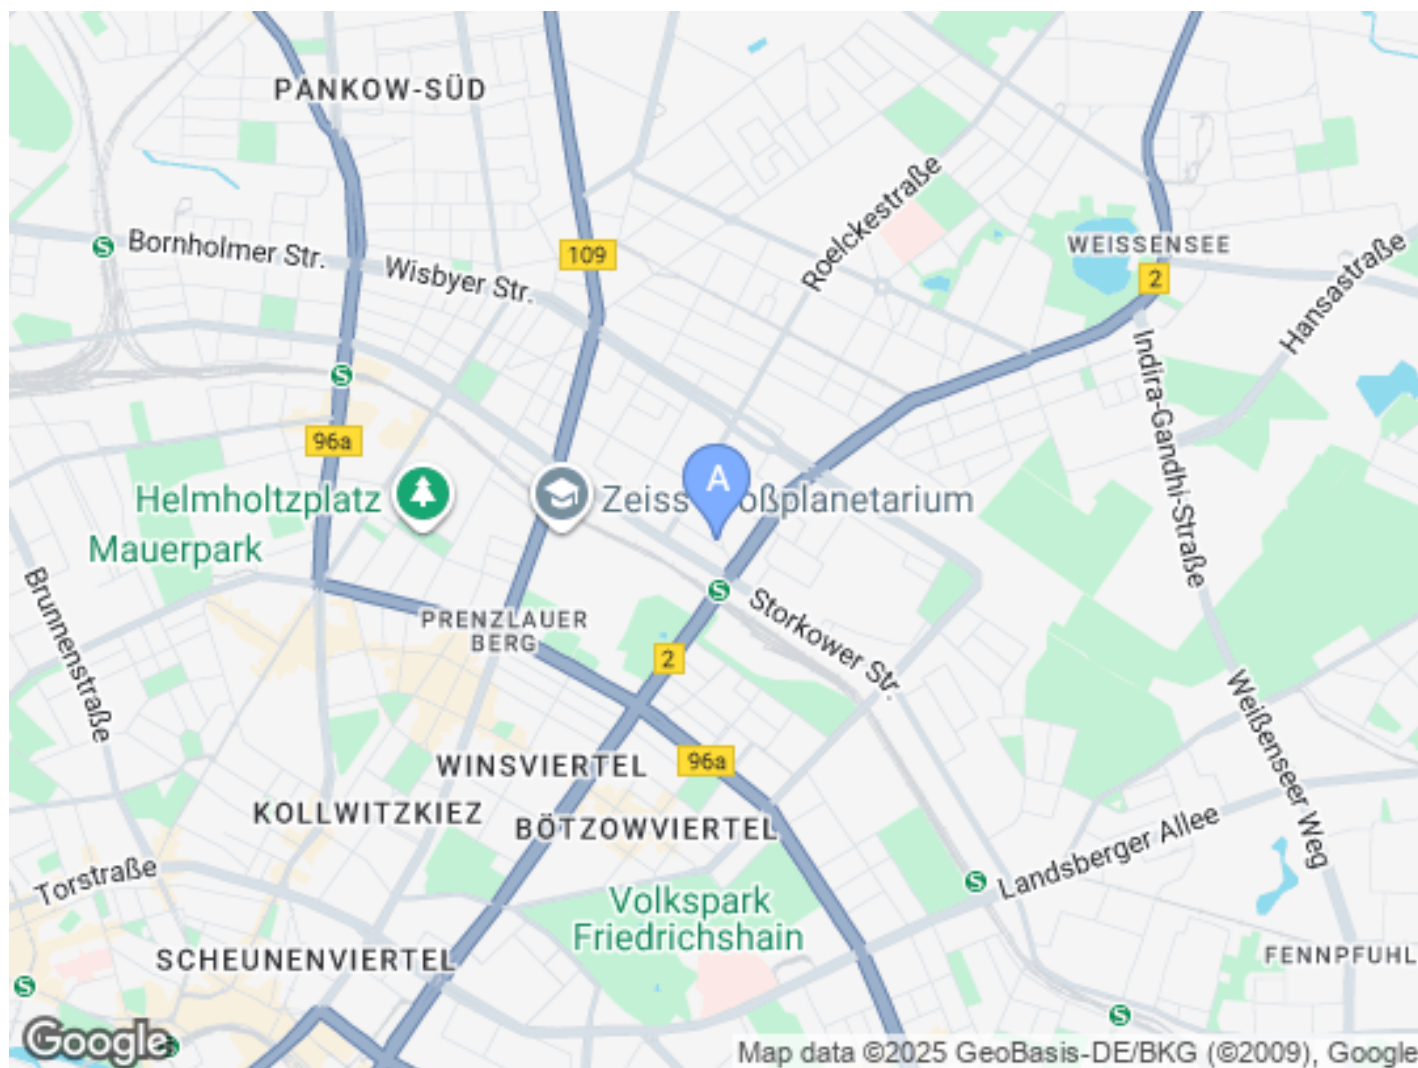 PANKOW-SÜD
Roelckestraße
Bornholmer Str.
109
WEISSENSEE
Wisbyer Str.
2
Hansastraße
Indira-Gandhi-Straße
96a
A
Helmholtzplatz
Zeiss
oßplanetarium
Mauerpark
Brunnenstraße
PRENZLAUER
BERG
Storkower Str.
2
Weißenseer Weg
WINSVIERTEL
96a
KOLLWITZKIEZ
BÖTZOWVIERTEL
Landsberger Allee
Torstraße
Volkspark
Friedrichshain
SCHEUNENVIERTEL
FENNPFUHL
S
S
S
S
S
S
S
Google
Map data ©2025 GeoBasis-DE/BKG (©2009), Google